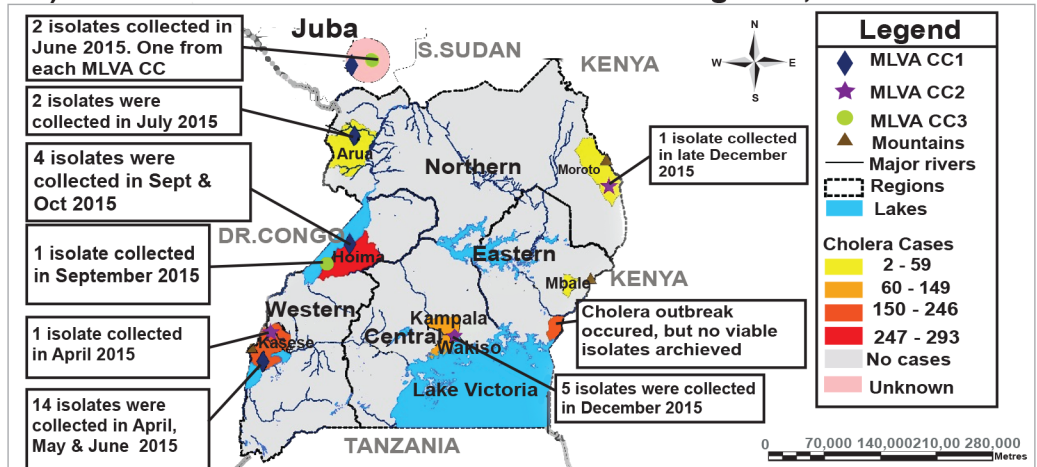 2 isolates collected in
June 2015. One from
each MLVA CC
2 isolates were
collected in July 2015
4 isolates were
collected in Sept &
Oct 2015
1 isolate collected
in September 2015
1 isolate collected
in April 2015
14 isolates were
collected in April,
May & June 2015
Juba
S.SUDAN
KENYA
Arua
Northern
Moroto
1 isolate collected
in late December
2015
DR.CONGO
Hoima
Eastern
Mbale
KENYA
Western
Kampala
Central
Wakiso
Kasese
Cholera outbreak
occured, but no viable
isolates archieved
Lake Victoria
5 isolates were collected
in December 2015
TANZANIA
N
W
E
S
Legend
MLVA CC1
MLVA CC2
MLVA CC3
Mountains
Major rivers
Regions
Lakes
Cholera Cases
2 - 59
60 - 149
150 - 246
247 - 293
No cases
Unknown
0 70,000 140,000210,00 280,000
Metres